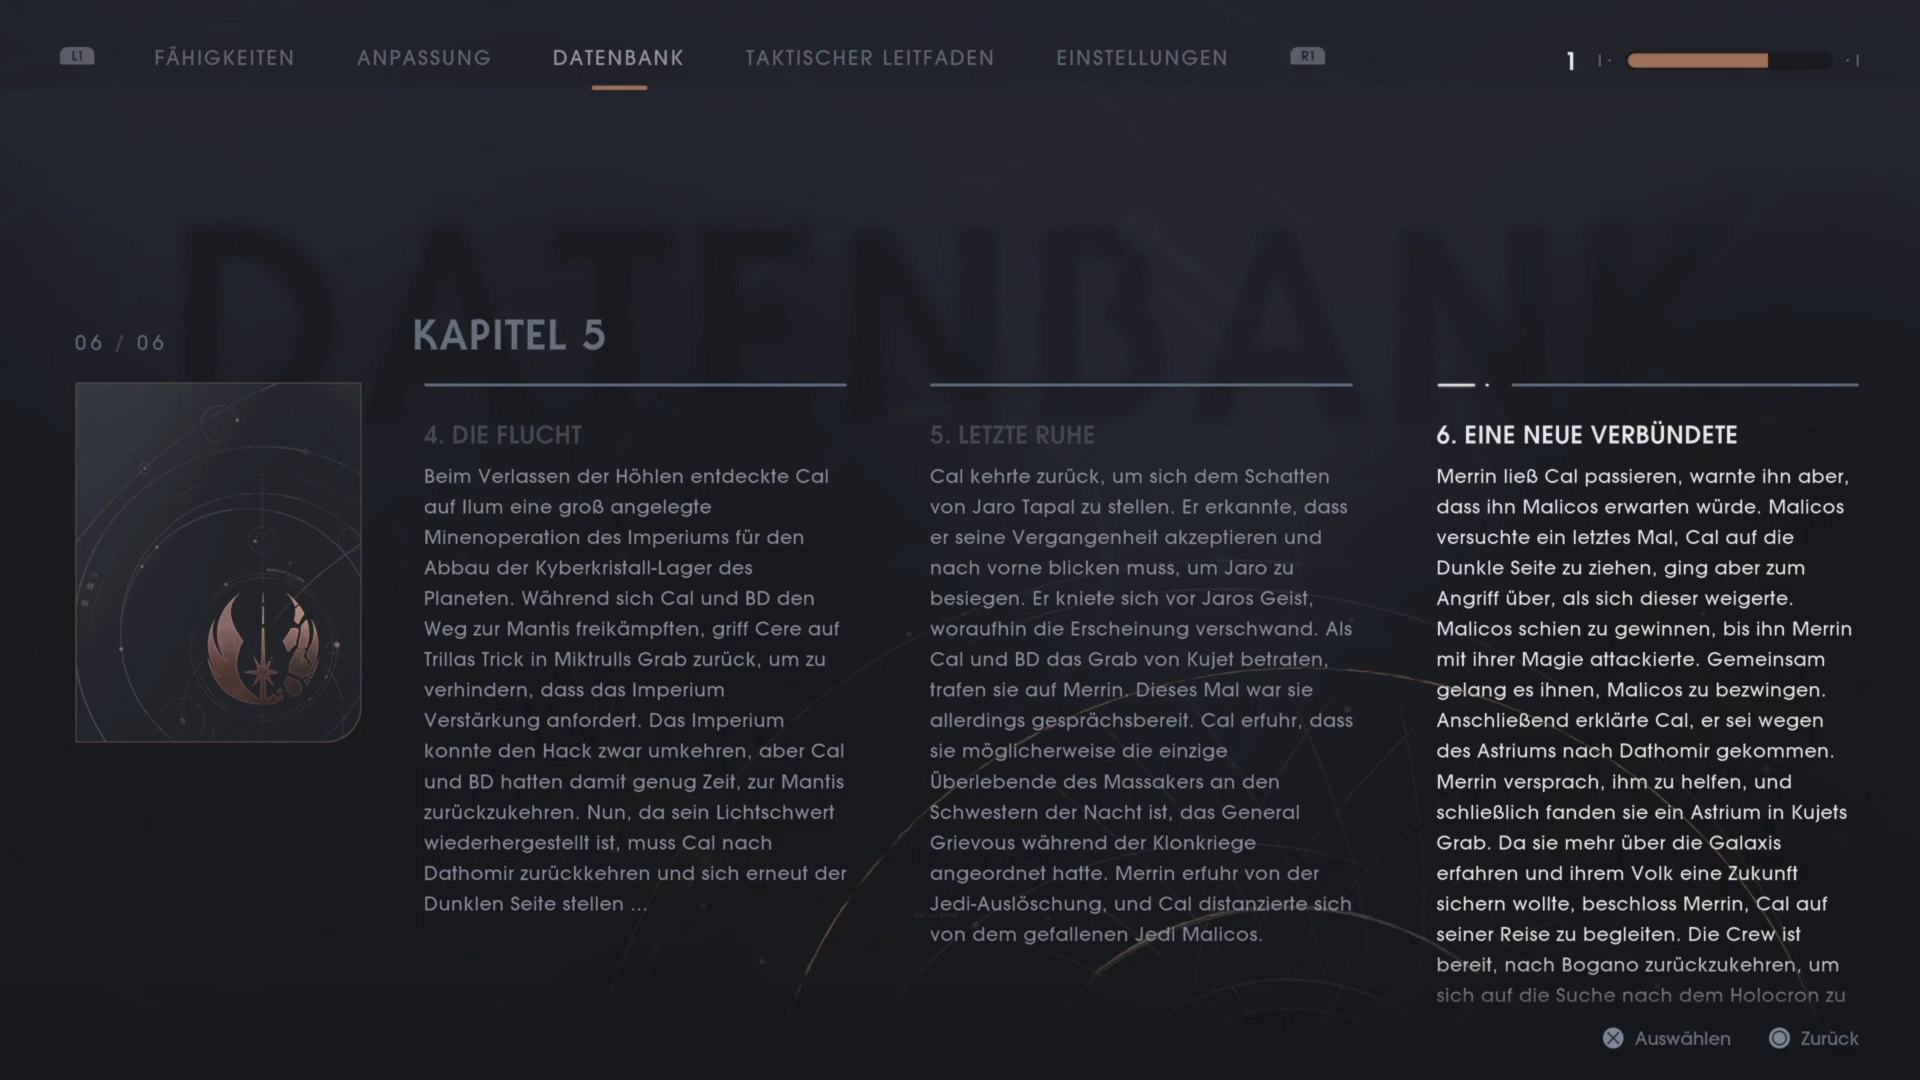 L1 FÄHIGKEITEN ANPASSUNG DATENBANK TAKTISCHER LEITFADEN EINSTELLUNGEN R1 1
DATENBANK
06 / 06
KAPITEL 5
4. DIE FLUCHT
Beim Verlassen der Höhlen entdeckte Cal
auf Ilum eine groß angelegte
Minenoperation des Imperiums für den
Abbau der Kyberkristall-Lager des
Planeten. Während sich Cal und BD den
Weg zur Mantis freikämpften, griff Cere auf
Trillas Trick in Miktrulls Grab zurück, um zu
verhindern, dass das Imperium
Verstärkung anfordert. Das Imperium
konnte den Hack zwar umkehren, aber Cal
und BD hatten damit genug Zeit, zur Mantis
zurückzukehren. Nun, da sein Lichtschwert
wiederhergestellt ist, muss Cal nach
Dathomir zurückkehren und sich erneut der
Dunklen Seite stellen ...
5. LETZTE RUHE
Cal kehrte zurück, um sich dem Schatten
von Jaro Tapal zu stellen. Er erkannte, dass
er seine Vergangenheit akzeptieren und
nach vorne blicken muss, um Jaro zu
besiegen. Er kniete sich vor Jaros Geist,
woraufhin die Erscheinung verschwand. Als
Cal und BD das Grab von Kujet betraten,
trafen sie auf Merrin. Dieses Mal war sie
allerdings gesprächsbereit. Cal erfuhr, dass
sie möglicherweise die einzige
Überlebende des Massakers an den
Schwestern der Nacht ist, das General
Grievous während der Klonkriege
angeordnet hatte. Merrin erfuhr von der
Jedi-Auslöschung, und Cal distanzierte sich
von dem gefallenen Jedi Malicos.
6. EINE NEUE VERBÜNDETE
Merrin ließ Cal passieren, warnte ihn aber,
dass ihn Malicos erwarten würde. Malicos
versuchte ein letztes Mal, Cal auf die
Dunkle Seite zu ziehen, ging aber zum
Angriff über, als sich dieser weigerte.
Malicos schien zu gewinnen, bis ihn Merrin
mit ihrer Magie attackierte. Gemeinsam
gelang es ihnen, Malicos zu bezwingen.
Anschließend erklärte Cal, er sei wegen
des Astriums nach Dathomir gekommen.
Merrin versprach, ihm zu helfen, und
schließlich fanden sie ein Astrium in Kujets
Grab. Da sie mehr über die Galaxis
erfahren und ihrem Volk eine Zukunft
sichern wollte, beschloss Merrin, Cal auf
seiner Reise zu begleiten. Die Crew ist
bereit, nach Bogano zurückzukehren, um
sich auf die Suche nach dem Holocron zu
Auswählen Zurück